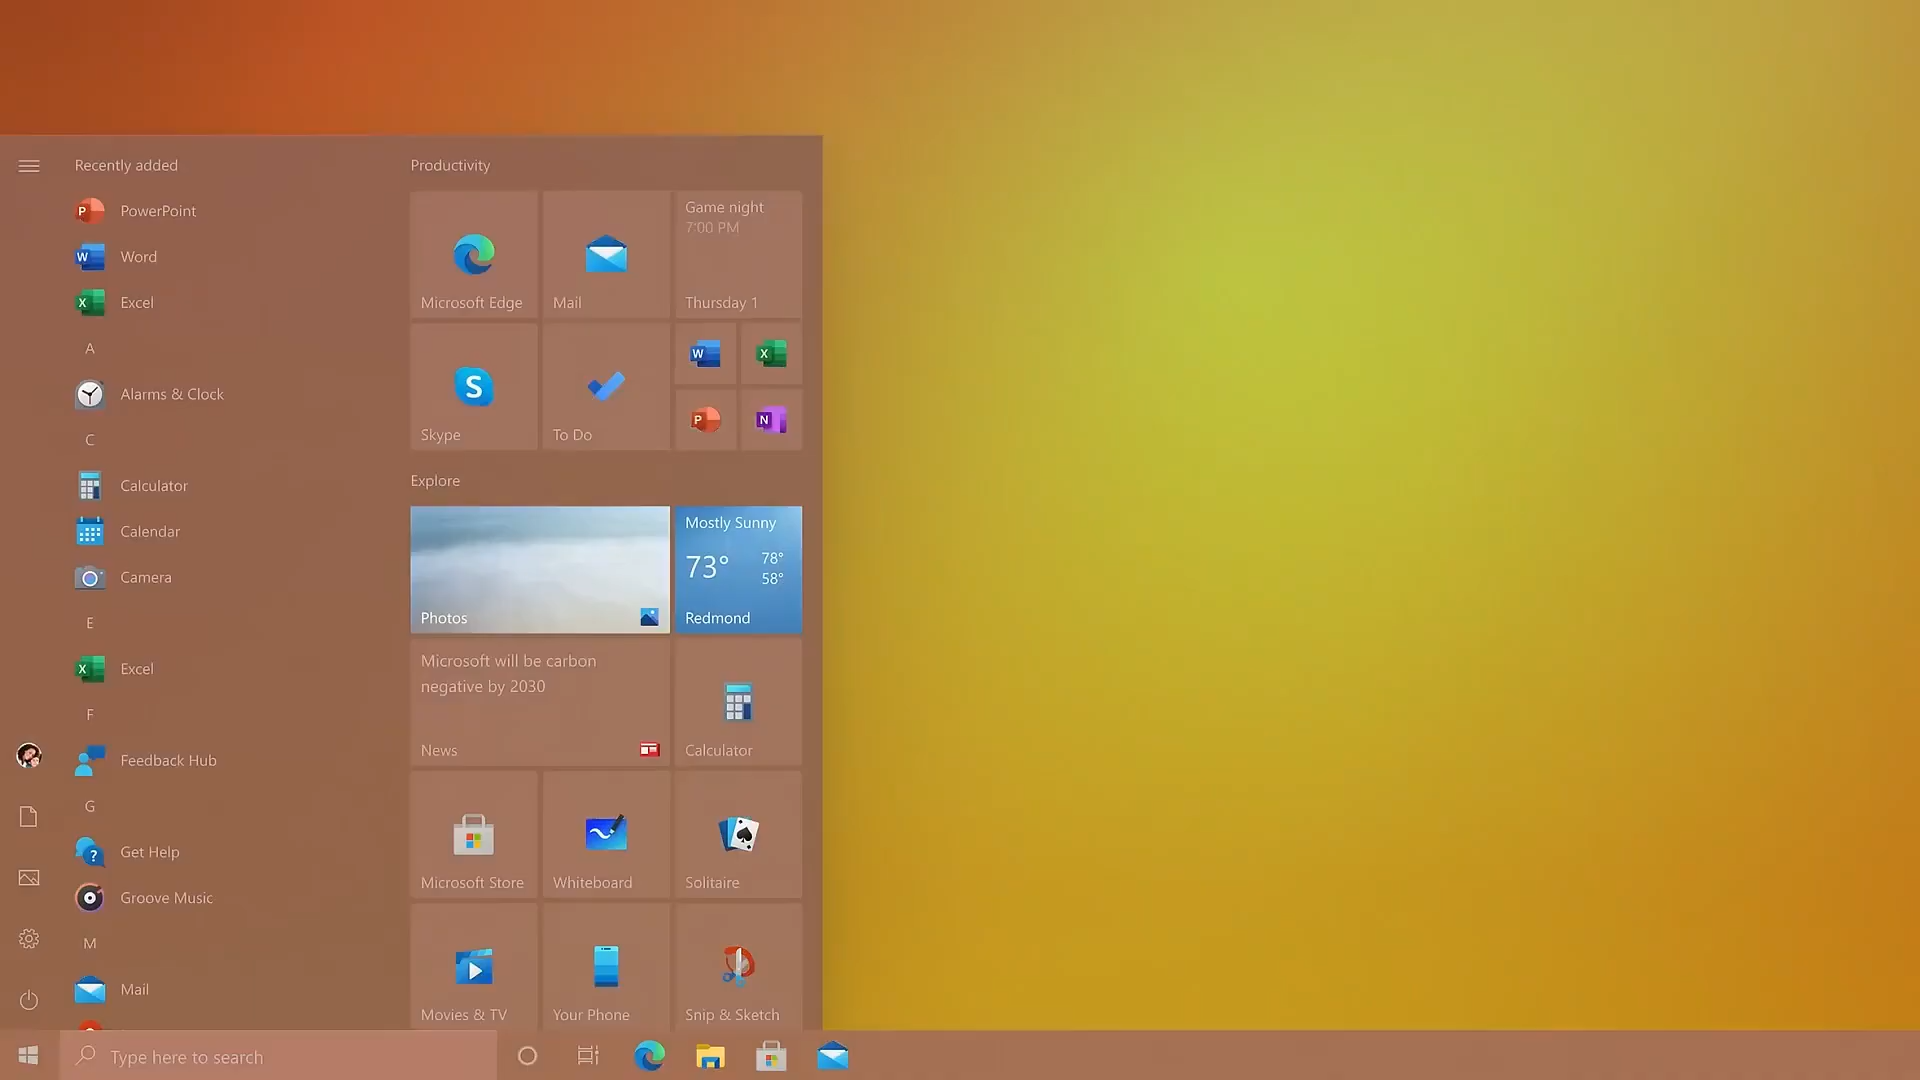 Recently added
PowerPoint
Word
Excel
A
Alarms & Clock
C
Calculator
Calendar
Camera
E
Excel
F
Feedback Hub
G
Get Help
Groove Music
M
Mail
Productivity
Microsoft Edge
Mail
Game night
7:00 PM
Thursday 1
Skype
To Do
Explore
Photos
Mostly Sunny
73°
78°
58°
Redmond
Microsoft will be carbon
negative by 2030
News
Calculator
Microsoft Store
Whiteboard
Solitaire
Movies & TV
Your Phone
Snip & Sketch
Type here to search